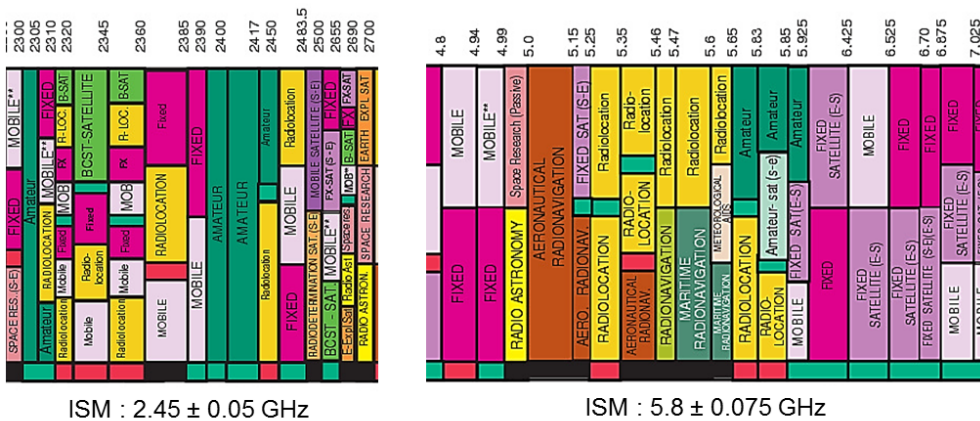 2300
2305
2320
2345
2360
2385
2390
2400
2417
2450
2483.5
2500
2655
2690
2700
MOBILE**
FIXED
SPACE RES. (S-E)
Amateur
FIXED
MOBILE**
RADIOLOCATION
Amateur
B-SAT
R- LOC.
FX
MOB
Fixed
Mobile
Radiolocation
BCST-SATELLITE
Fixed
Radio-
location
Mobile
B-SAT
R- LOC.
FX
MOB
Fixed
Mobile
Radiolocation
Fixed
RADIOLOCATION
MOBILE
FIXED
MOBILE
AMATEUR
AMATEUR
Amateur
Radiolocation
Radiolocation
MOBILE
FIXED
MOBILE SATELLITE (S-E)
RADIODETERMINATION SAT. (S-E)
FIXED
FX-SAT (S - E)
MOBILE**
BCST - SAT.
FX-SAT
FX
B-SAT
MOB**
Space res
Radio Ast
E-Expl Sat
EARTH EXPL SAT
SPACE RESEARCH
RADIO ASTRON.
ISM : 2.45 ± 0.05 GHz
4.8
4.94
4.99
5.0
5.15
5.25
5.35
5.46
5.47
5.6
5.65
5.83
5.85
5.925
6.425
6.525
6.70
6.875
7.025
MOBILE
FIXED
MOBILE**
FIXED
Space Research (Passive)
RADIO ASTRONOMY
AERONAUTICAL
RADIONAVIGATION
FIXED SAT (S-E)
AERO. RADIONAV.
Radiolocation
RADIOLOCATION
Radio-
location
RADIO-
LOCATION
AERONAUTICAL
RADIONAV.
Radiolocation
RADIONAVIGATION
Radiolocation
MARITIME
RADIONAVIGATION
Radiolocation
METEOROLOGICAL
AIDS
MARITIME
RADIONAVIGATION
Amateur
RADIOLOCATION
Amateur
Amateur- sat (s-e)
RADIO-
LOCATION
Amateur
FIXED SAT(E-S)
MOBILE
FIXED
SATELLITE (E-S)
FIXED
MOBILE
FIXED
SATELLITE (E-S)
FIXED
FIXED
SATELLITE (E-S)
FIXED
FIXED SATELLITE (S-E)(E-S)
FIXED
SATELLITE (E-S)
MOBILE
ISM : 5.8 ± 0.075 GHz